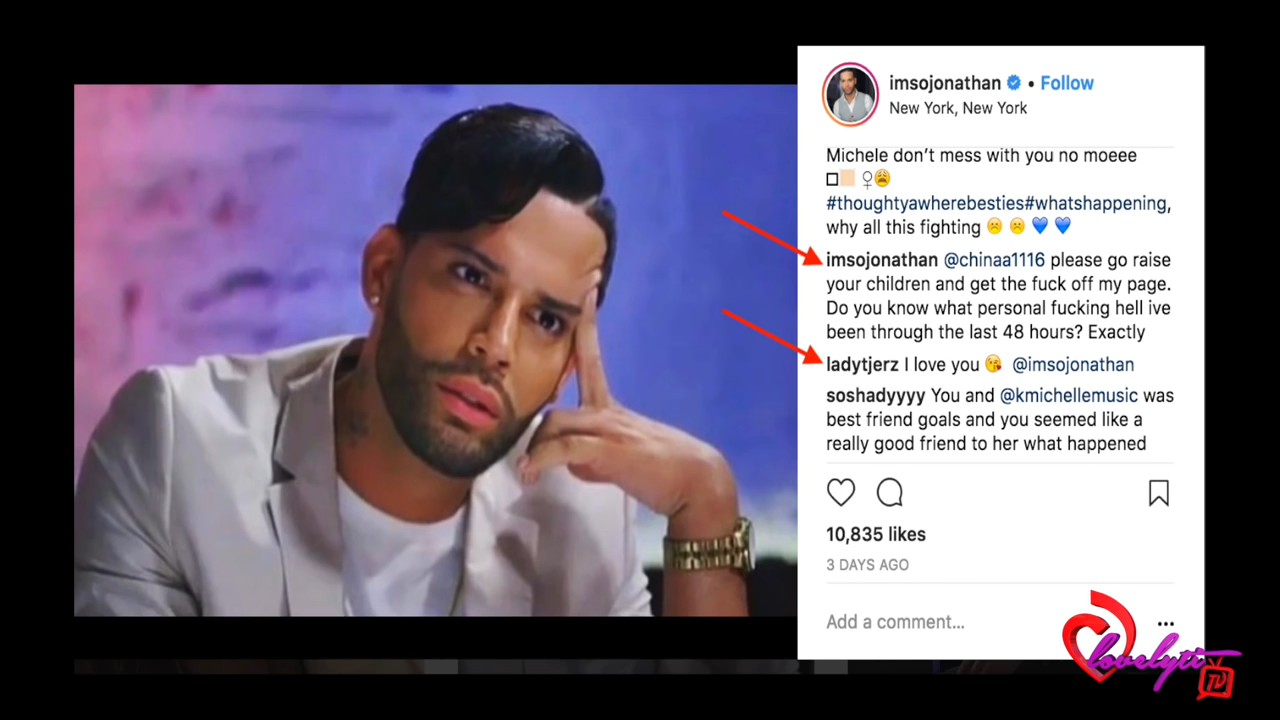 imsojonathan • Follow
New York, New York
Michele don’t mess with you no moeee
♀😩
#thoughtyawherebesties#whatshappening,
why all this fighting ☹️ ☹️ 💙 💙
imsojonathan @chinaa1116 please go raise
your children and get the fuck off my page.
Do you know what personal fucking hell ive
been through the last 48 hours? Exactly
ladytjerz I love you 😘 @imsojonathan
soshadyyyy You and @kmichellemusic was
best friend goals and you seemed like a
really good friend to her what happened
10,835 likes
3 DAYS AGO
Add a comment...
lovelyti
TV